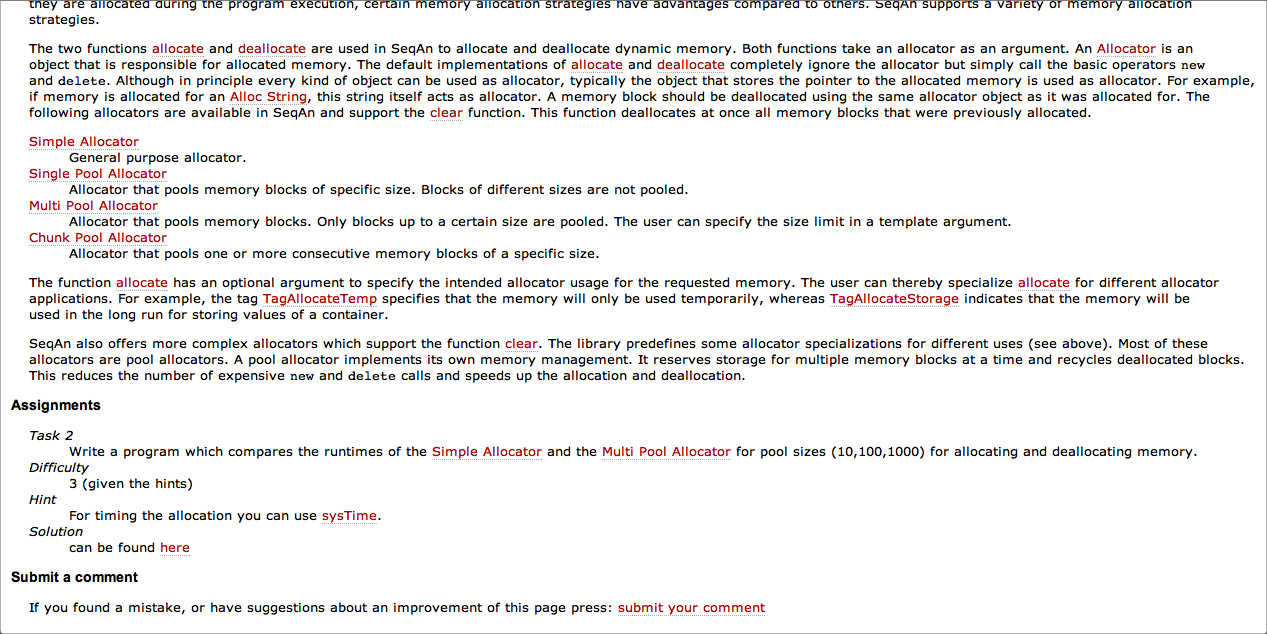 they are allocated during the program execution, certain memory allocation strategies have advantages compared to others. SeqAn supports a variety of memory allocation
strategies.
The two functions allocate and deallocate are used in SeqAn to allocate and deallocate dynamic memory. Both functions take an allocator as an argument. An Allocator is an
object that is responsible for allocated memory. The default implementations of allocate and deallocate completely ignore the allocator but simply call the basic operators new
and delete. Although in principle every kind of object can be used as allocator, typically the object that stores the pointer to the allocated memory is used as allocator. For example,
if memory is allocated for an Alloc String, this string itself acts as allocator. A memory block should be deallocated using the same allocator object as it was allocated for. The
following allocators are available in SeqAn and support the clear function. This function deallocates at once all memory blocks that were previously allocated.
Simple Allocator
General purpose allocator.
Single Pool Allocator
Allocator that pools memory blocks of specific size. Blocks of different sizes are not pooled.
Multi Pool Allocator
Allocator that pools memory blocks. Only blocks up to a certain size are pooled. The user can specify the size limit in a template argument.
Chunk Pool Allocator
Allocator that pools one or more consecutive memory blocks of a specific size.
The function allocate has an optional argument to specify the intended allocator usage for the requested memory. The user can thereby specialize allocate for different allocator
applications. For example, the tag TagAllocateTemp specifies that the memory will only be used temporarily, whereas TagAllocateStorage indicates that the memory will be
used in the long run for storing values of a container.
SeqAn also offers more complex allocators which support the function clear. The library predefines some allocator specializations for different uses (see above). Most of these
allocators are pool allocators. A pool allocator implements its own memory management. It reserves storage for multiple memory blocks at a time and recycles deallocated blocks.
This reduces the number of expensive new and delete calls and speeds up the allocation and deallocation.
Assignments
Task 2
Write a program which compares the runtimes of the Simple Allocator and the Multi Pool Allocator for pool sizes (10,100,1000) for allocating and deallocating memory.
Difficulty
3 (given the hints)
Hint
For timing the allocation you can use sysTime.
Solution
can be found here
Submit a comment
If you found a mistake, or have suggestions about an improvement of this page press: submit your comment